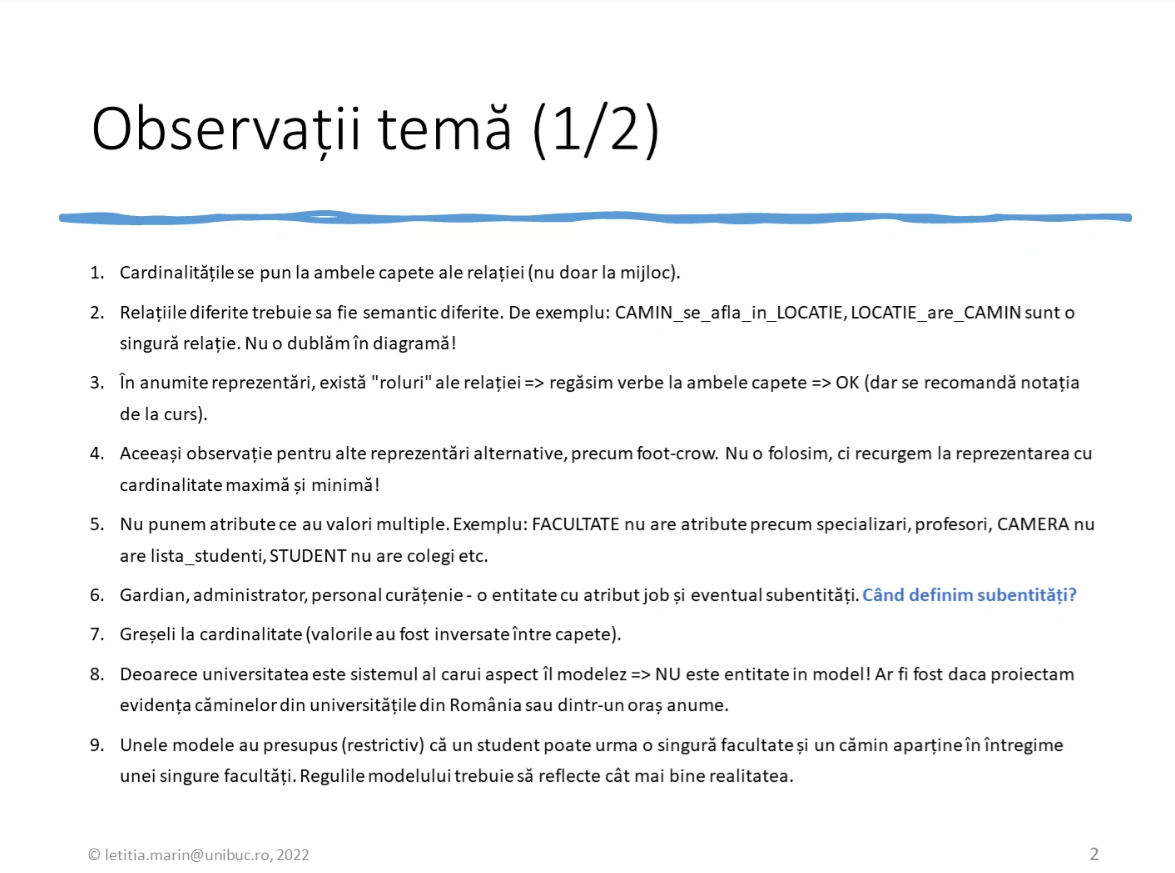 Observații temă (1/2)
1. Cardinalitățile se pun la ambele capete ale relației (nu doar la mijloc).
2. Relațiile diferite trebuie sa fie semantic diferite. De exemplu: CAMIN_se_afla_in_LOCATIE, LOCATIE_are_CAMIN sunt o
singură relație. Nu o dublăm în diagramă!
3. În anumite reprezentări, există "roluri" ale relației => regăsim verbe la ambele capete => OK (dar se recomandă notația
de la curs).
4. Aceeași observație pentru alte reprezentări alternative, precum foot-crow. Nu o folosim, ci recurgem la reprezentarea cu
cardinalitate maximă și minimă!
5. Nu punem atribute ce au valori multiple. Exemplu: FACULTATE nu are atribute precum specializari, profesori, CAMERA nu
are lista_studenti, STUDENT nu are colegi etc.
6. Gardian, administrator, personal curățenie - o entitate cu atribut job și eventual subentități. Când definim subentități?
7. Greșeli la cardinalitate (valorile au fost inversate între capete).
8. Deoarece universitatea este sistemul al carui aspect îl modelez => NU este entitate in model! Ar fi fost daca proiectam
evidența căminelor din universitățile din România sau dintr-un oraș anume.
9. Unele modele au presupus (restrictiv) că un student poate urma o singură facultate și un cămin aparține în întregime
unei singure facultăți. Regulile modelului trebuie să reflecte cât mai bine realitatea.
© letitia.marin@unibuc.ro, 2022
2